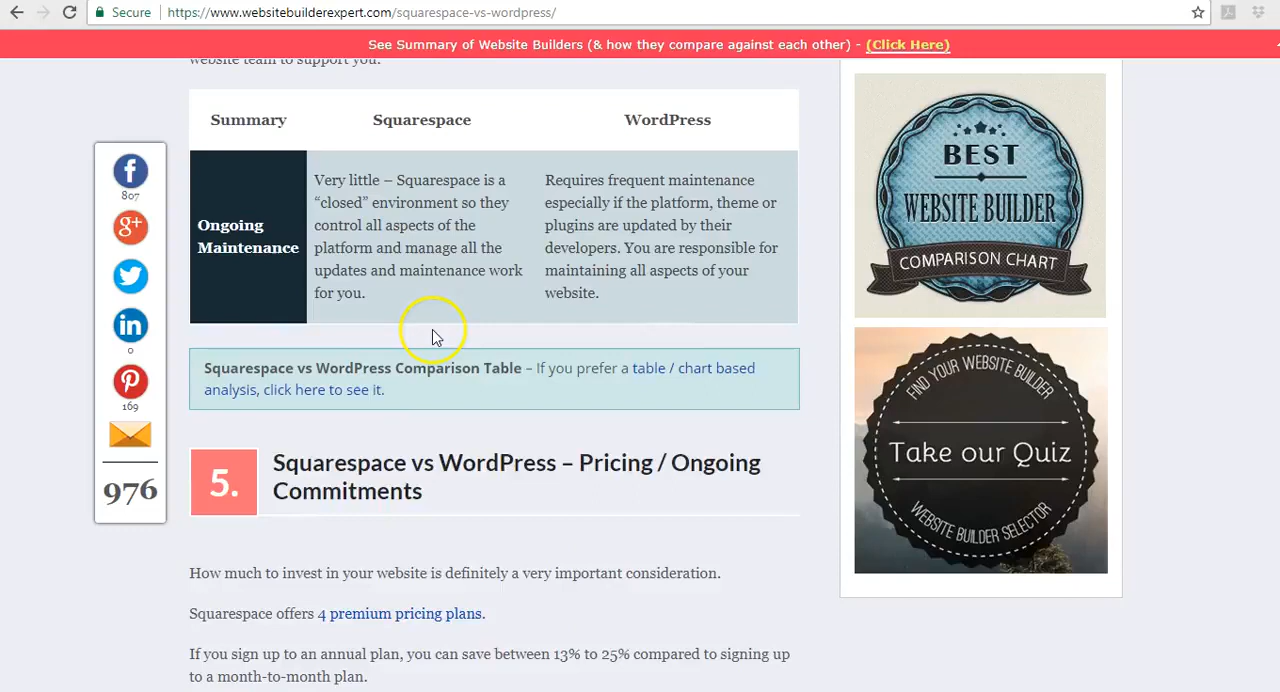 Secure https://www.websitebuilderexpert.com/squarespace-vs-wordpress/
See Summary of Website Builders (& how they compare against each other) - (Click Here)
website team to support you.
Summary Squarespace WordPress
Ongoing Maintenance
Very little – Squarespace is a
“closed” environment so they
control all aspects of the
platform and manage all the
updates and maintenance work
for you.
Requires frequent maintenance
especially if the platform, theme or
plugins are updated by their
developers. You are responsible for
maintaining all aspects of your
website.
Squarespace vs WordPress Comparison Table – If you prefer a table / chart based
analysis, click here to see it.
5.
Squarespace vs WordPress – Pricing / Ongoing
Commitments
How much to invest in your website is definitely a very important consideration.
Squarespace offers 4 premium pricing plans.
If you sign up to an annual plan, you can save between 13% to 25% compared to signing up
to a month-to-month plan.
f
807
g+
in
0
169
976
BEST
WEBSITE BUILDER
COMPARISON CHART
FIND YOUR WEBSITE BUILDER
Take our Quiz
WEBSITE BUILDER SELECTOR